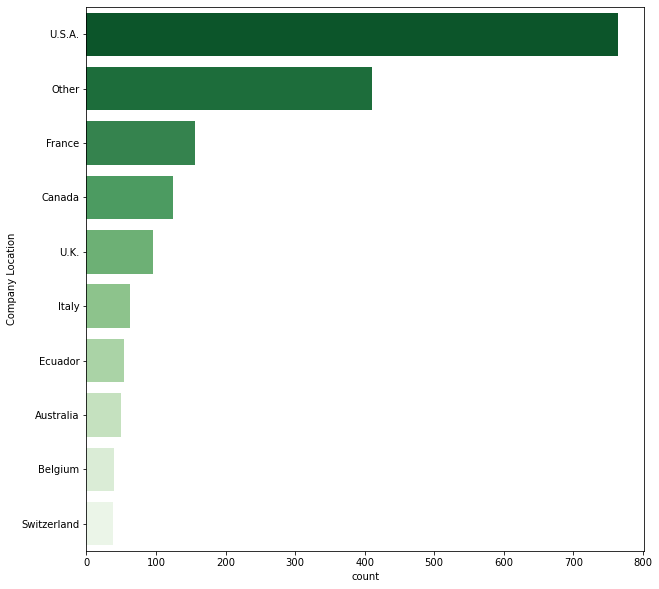 U.S.A.
Other
France
Canada
U.K.
Italy
Ecuador
Australia
Belgium
Switzerland
Company Location
0 100 200 300 400 500 600 700 800
count